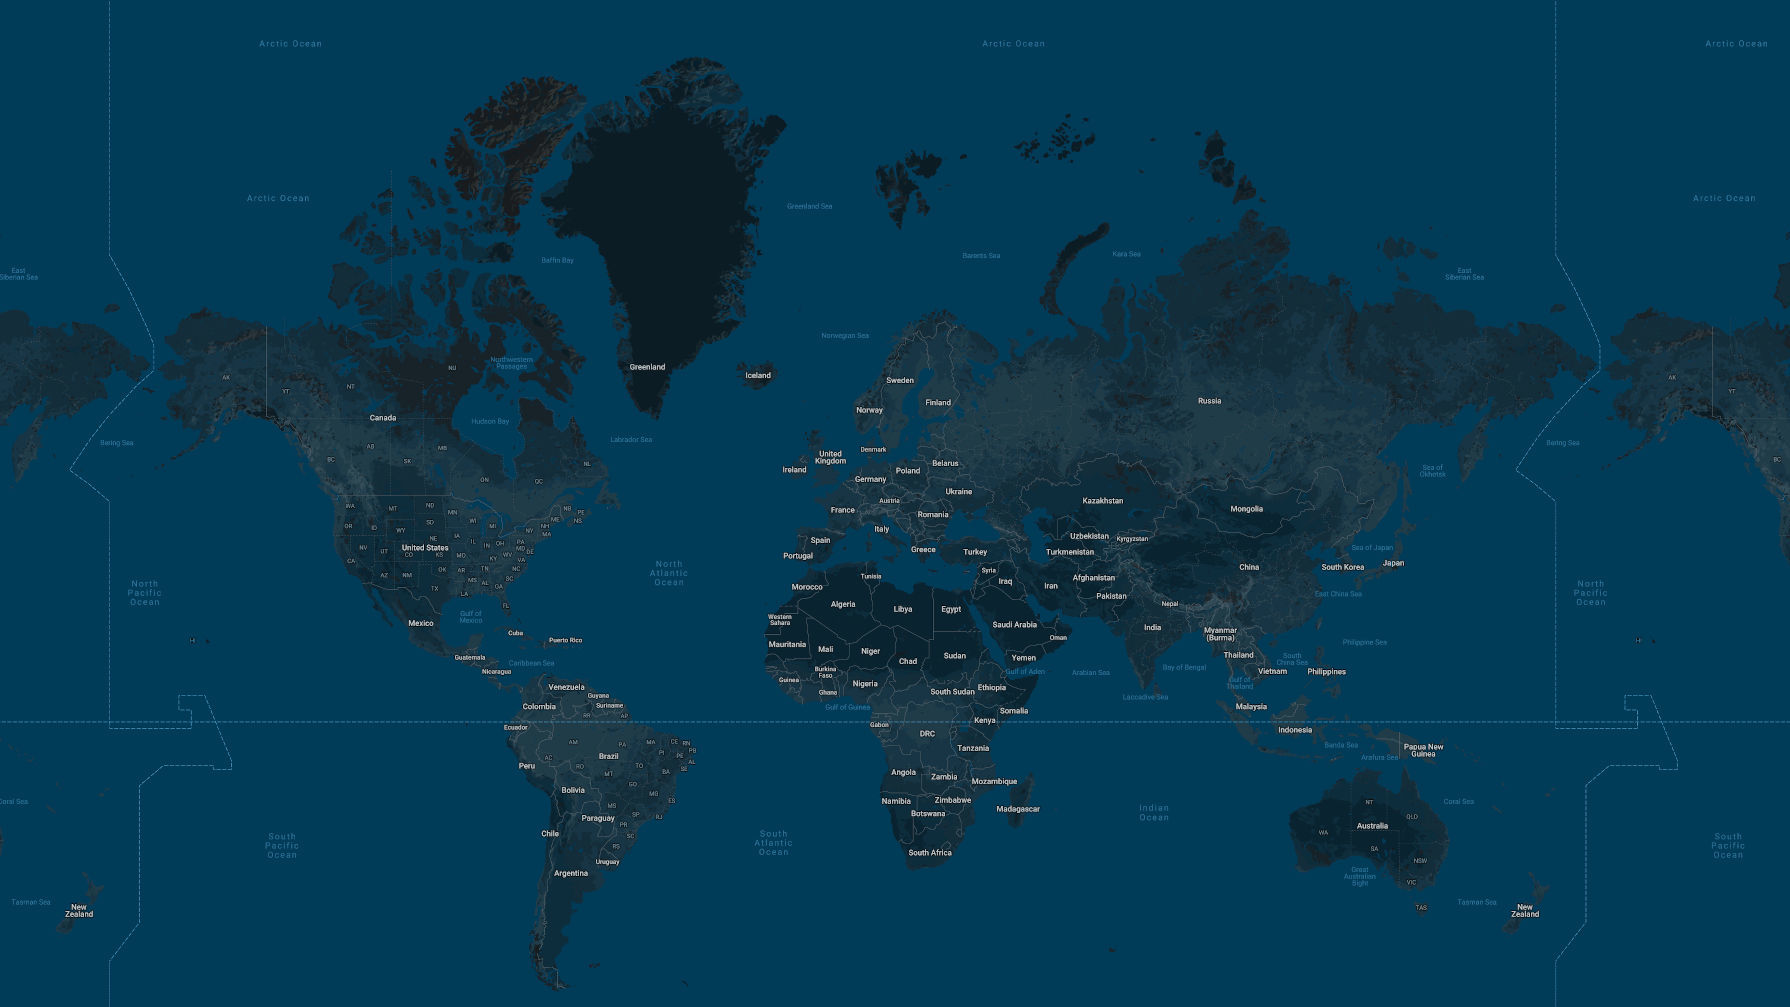 Arctic Ocean
Arctic Ocean
Arctic Ocean
Arctic Ocean
Arctic Ocean
Greenland Sea
Barents Sea
Kara Sea
Baffin Bay
East
Siberian Sea
East
Siberian Sea
Norwegian Sea
Northwestern
Passages
Greenland
Iceland
NU
AK
YT
NT
Canada
Hudson Bay
Labrador Sea
Sweden
Finland
Norway
Russia
AK
YT
Bering Sea
Bering Sea
AB
SK
MB
BC
ON
QC
NL
BC
Denmark
United
Kingdom
Ireland
Belarus
Poland
Germany
Ukraine
Austria
France
Romania
Italy
Spain
Portugal
Greece
Turkey
Kazakhstan
Mongolia
Sea of
Okhotsk
Uzbekistan
Kyrgyzstan
Turkmenistan
Afghanistan
Pakistan
Iran
Iraq
Syria
China
South Korea
Japan
Sea of Japan
East China Sea
Philippine Sea
WA
MT
ND
MN
OR
ID
WY
SD
WI
MI
NB
PE
NS
ME
NH
MA
NY
PA
MD
DE
NV
UT
CO
NE
IA
IL
IN
OH
WV
VA
KY
KS
MO
United States
CA
AZ
NM
OK
AR
TN
NC
SC
MS
AL
GA
TX
LA
FL
North
Pacific
Ocean
North
Atlantic
Ocean
North
Pacific
Ocean
Gulf of
Mexico
Mexico
Cuba
Puerto Rico
HI
HI
Guatemala
Nicaragua
Caribbean Sea
Morocco
Tunisia
Algeria
Libya
Egypt
Western
Sahara
Mauritania
Mali
Niger
Chad
Sudan
Saudi Arabia
Oman
Yemen
Gulf of Aden
Arabian Sea
Nepal
India
Bay of Bengal
Laccadive Sea
Myanmar
(Burma)
Thailand
Vietnam
South
China Sea
Gulf of
Thailand
Philippines
Malaysia
Indonesia
Burkina
Faso
Guinea
Ghana
Nigeria
Gulf of Guinea
South Sudan
Ethiopia
Somalia
Kenya
Gabon
DRC
Tanzania
Angola
Zambia
Mozambique
Namibia
Zimbabwe
Botswana
Madagascar
South Africa
Venezuela
Guyana
Suriname
Colombia
RR
AP
Ecuador
AM
PA
MA
CE
RN
PB
PI
PE
AL
SE
AC
Brazil
Peru
RO
TO
BA
MT
GO
Bolivia
MG
ES
MS
SP
RJ
Paraguay
PR
SC
RS
Chile
Uruguay
Argentina
Banda Sea
Arafura Sea
Papua New
Guinea
Coral Sea
Coral Sea
NT
QLD
Australia
WA
SA
NSW
VIC
TAS
Great
Australian
Bight
Indian
Ocean
South
Pacific
Ocean
South
Atlantic
Ocean
South
Pacific
Ocean
Tasman Sea
Tasman Sea
New
Zealand
New
Zealand